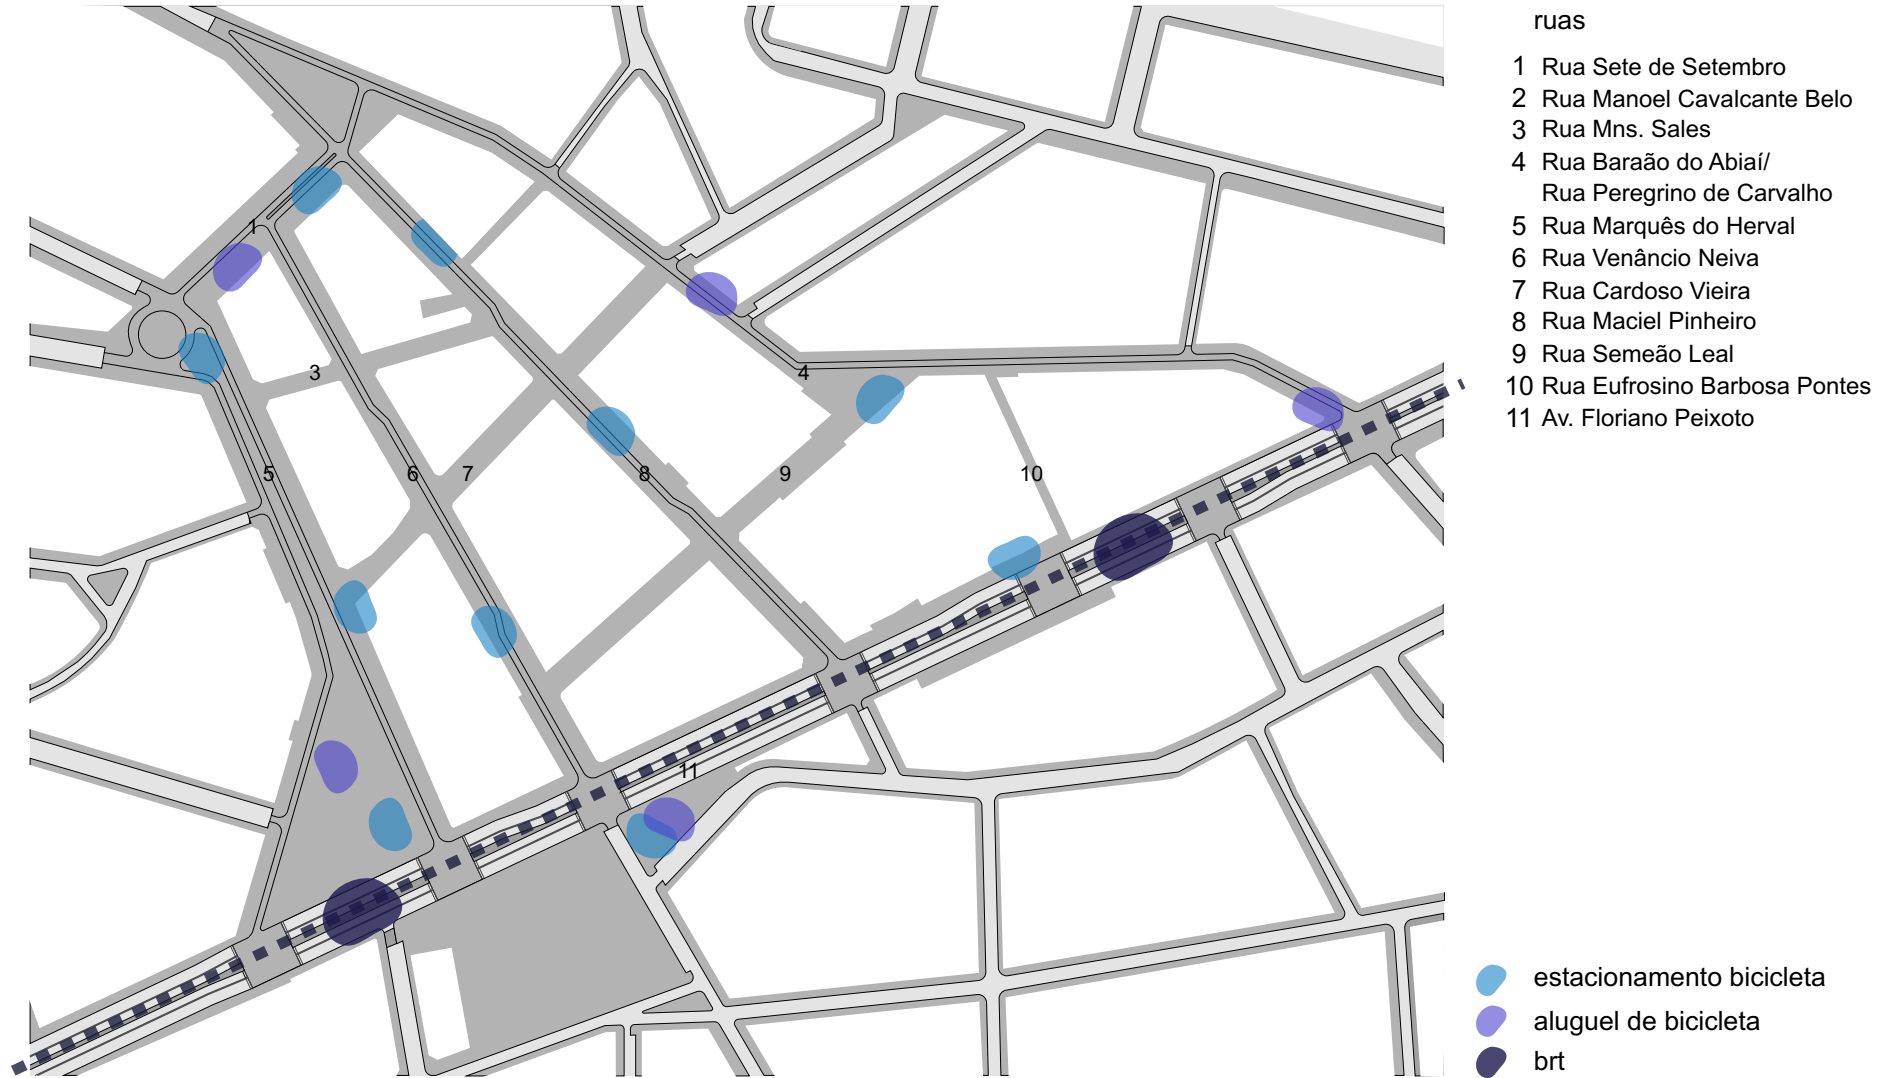 ruas
1 Rua Sete de Setembro
2 Rua Manoel Cavalcante Belo
3 Rua Mns. Sales
4 Rua Baraão do Abiaí/
Rua Peregrino de Carvalho
5 Rua Marquês do Herval
6 Rua Venâncio Neiva
7 Rua Cardoso Vieira
8 Rua Maciel Pinheiro
9 Rua Semeão Leal
10 Rua Eufrosino Barbosa Pontes
11 Av. Floriano Peixoto
1
3
4
5
6
7
8
9
10
11
estacionamento bicicleta
aluguel de bicicleta
brt